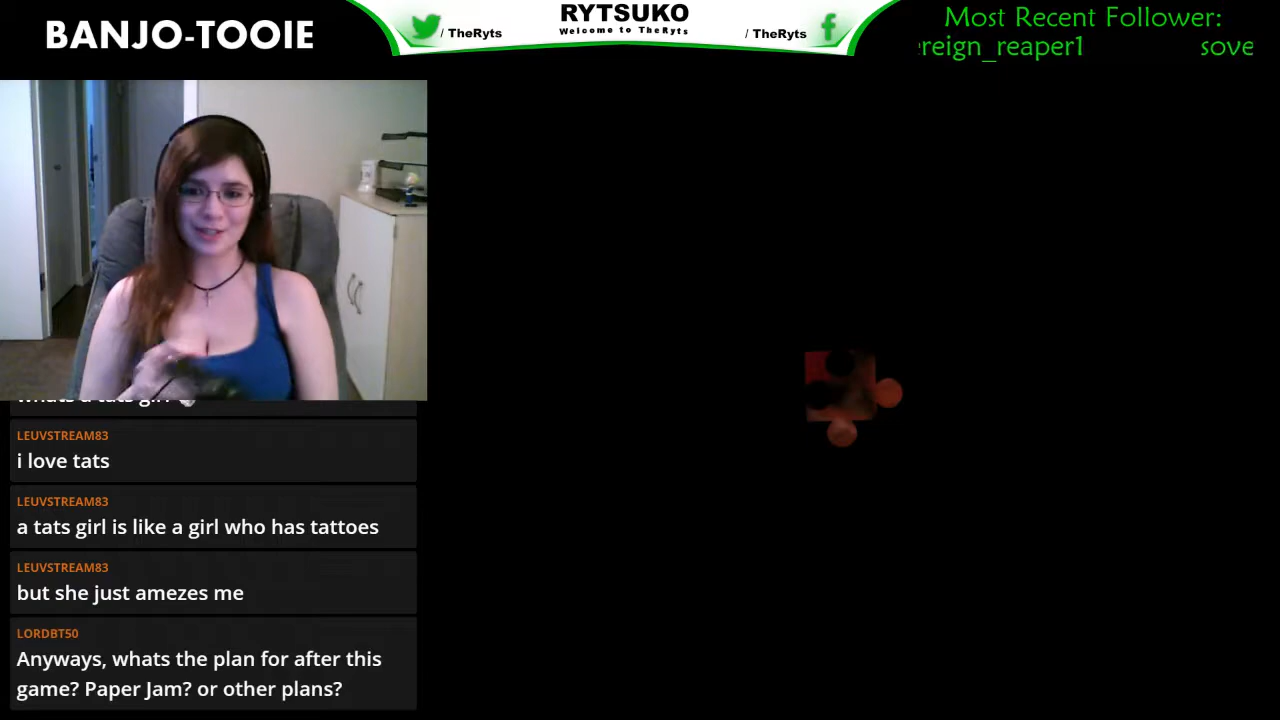 BANJO-TOOIE
/ TheRyts
RYTSUKO
Welcome to TheRyts
/ TheRyts
Most Recent Follower:
reign_reaper1 sove
LEUVSTREAM83
i love tats
LEUVSTREAM83
a tats girl is like a girl who has tattoes
LEUVSTREAM83
but she just amezes me
LORDBT50
Anyways, whats the plan for after this
game? Paper Jam? or other plans?